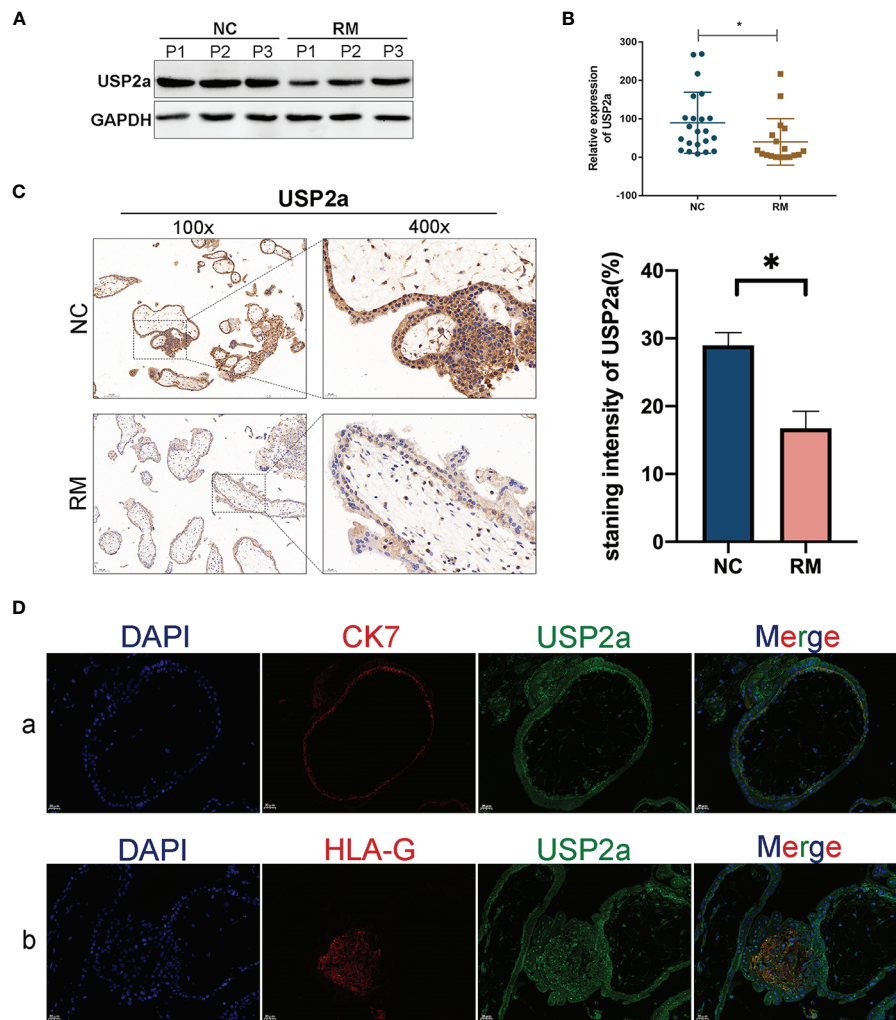 A
NC RM
P1 P2 P3 P1 P2 P3
USP2a
GAPDH
B
*
Relative expression
of USP2a
300
200
100
0
-100
NC RM
C
USP2a
100x 400x
NC
RM
staning intensity of USP2a(%)
40
30
20
10
0
*
NC RM
D
DAPI CK7 USP2a Merge
a
DAPI HLA-G USP2a Merge
b